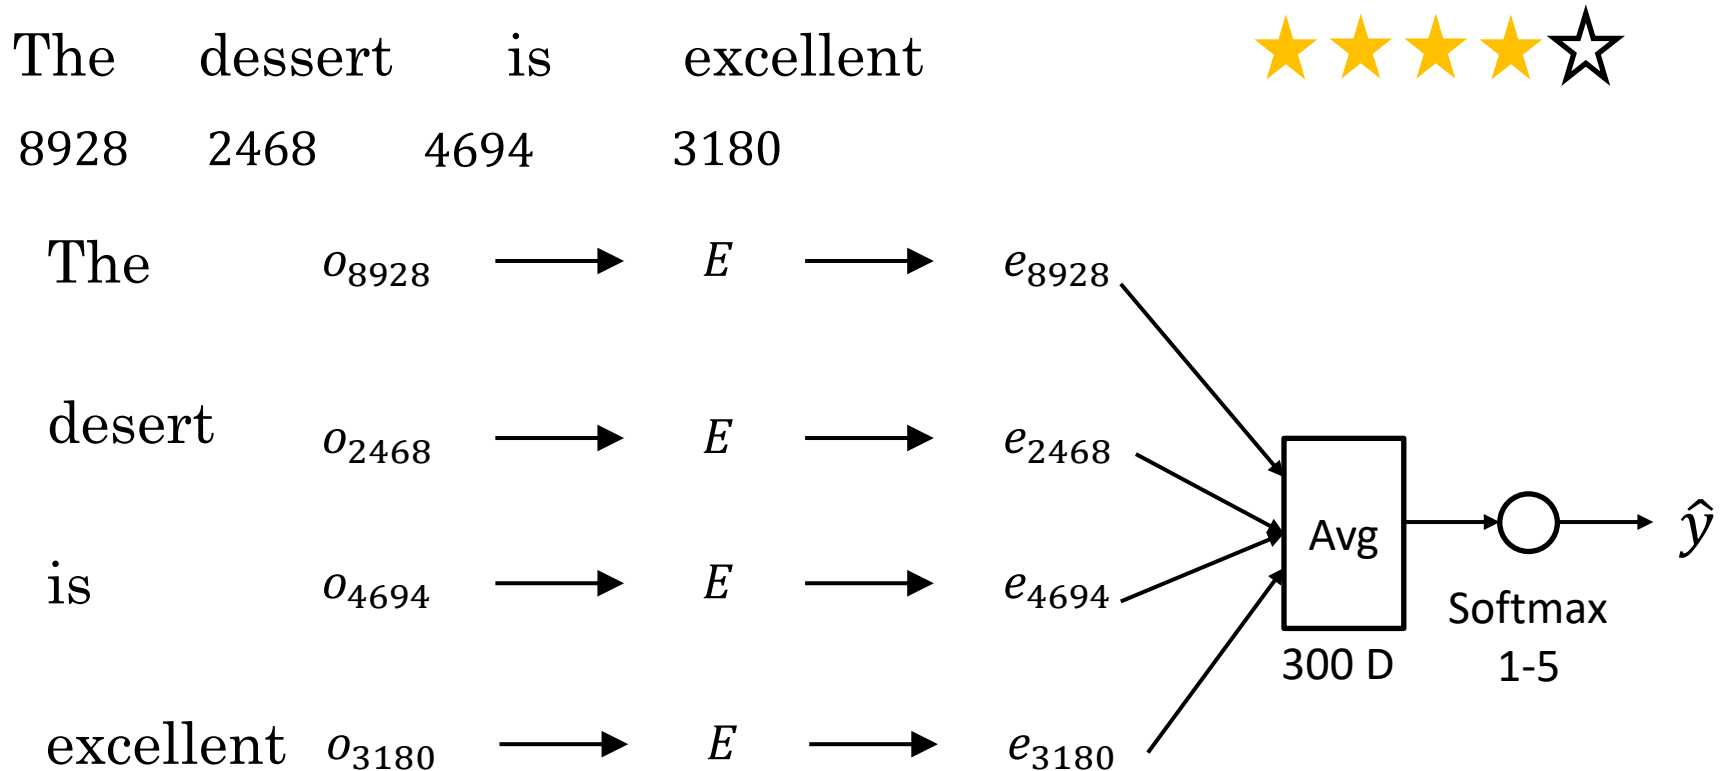 The dessert is excellent
8928 2468 4694 3180
The o₈₉₂₈ E e₈₉₂₈
desert o₂₄₆₈ E e₂₄₆₈
Avg ŷ
is o₄₆₉₄ E e₄₆₉₄
Softmax
300 D 1-5
excellent o₃₁₈₀ E e₃₁₈₀